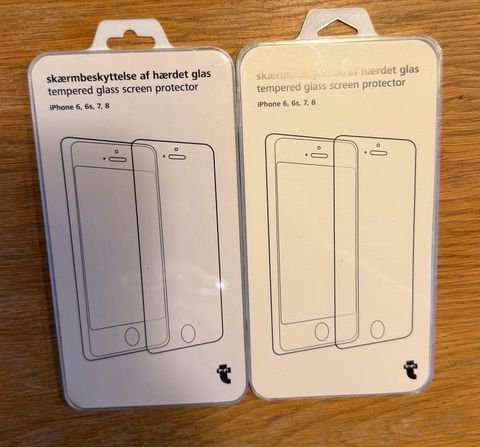 skærmbeskyttelse af hærdet glas
tempered glass screen protector
iPhone 6, 6s, 7, 8
skærmbeskyttelse af hærdet glas
tempered glass screen protector
iPhone 6, 6s, 7, 8